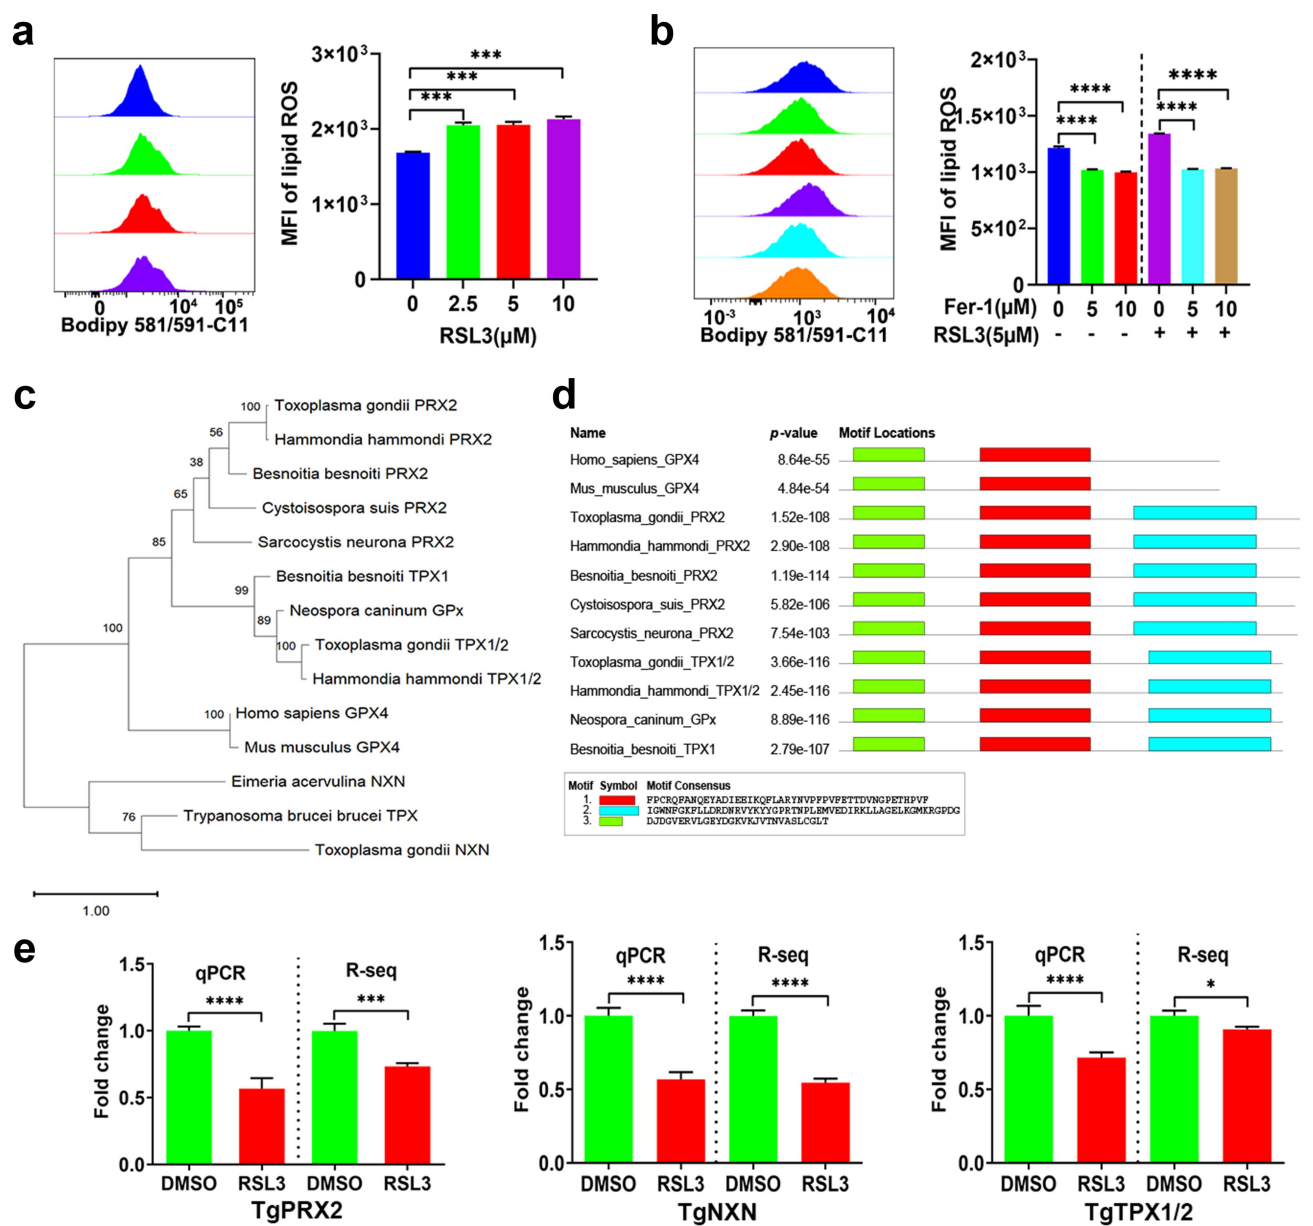 a
0
10⁴
10⁵
Bodipy 581/591-C11
MFI of lipid ROS
3×10³
2×10³
1×10³
0
***
***
***
0
2.5
5
10
RSL3(μM)
b
10⁻³
10³
10⁴
Bodipy 581/591-C11
MFI of lipid ROS
2×10³
1.5×10³
1×10³
5×10²
0
****
****
****
****
Fer-1(μM) 0 5 10 0 5 10
RSL3(5μM) - - - + + +
c
100
Toxoplasma gondii PRX2
56
Hammondia hammondi PRX2
38
Besnoitia besnoiti PRX2
65
Cystoisospora suis PRX2
85
Sarcocystis neurona PRX2
99
Besnoitia besnoiti TPX1
89
Neospora caninum GPx
100
Toxoplasma gondii TPX1/2
100
Hammondia hammondi TPX1/2
100
Homo sapiens GPX4
Mus musculus GPX4
Eimeria acervulina NXN
76
Trypanosoma brucei brucei TPX
Toxoplasma gondii NXN
1.00
d
Name p-value Motif Locations
Homo_sapiens_GPX4 8.64e-55
Mus_musculus_GPX4 4.84e-54
Toxoplasma_gondii_PRX2 1.52e-108
Hammondia_hammondi_PRX2 2.90e-108
Besnoitia_besnoiti_PRX2 1.19e-114
Cystoisospora_suis_PRX2 5.82e-106
Sarcocystis_neurona_PRX2 7.54e-103
Toxoplasma_gondii_TPX1/2 3.66e-116
Hammondia_hammondi_TPX1/2 2.45e-116
Neospora_caninum_GPx 8.89e-116
Besnoitia_besnoiti_TPX1 2.79e-107
Motif Symbol Motif Consensus
1. FPCRQFANQEYADIEEIKQFLARYNVPFPVFETTDVNGPETHPVF
2. IGWNFGKFLLDRDNRVYKYYGPRTNPLEMVEDIRKLLAGELKGMKRGPDG
3. DJDGVERVLGEYDGKVKJVTNVASLCGLT
e
Fold change
1.5
1.0
0.5
0.0
qPCR
R-seq
****
***
DMSO RSL3 DMSO RSL3
TgPRX2
Fold change
1.5
1.0
0.5
0.0
qPCR
R-seq
****
****
DMSO RSL3 DMSO RSL3
TgNXN
Fold change
1.5
1.0
0.5
0.0
qPCR
R-seq
****
*
DMSO RSL3 DMSO RSL3
TgTPX1/2